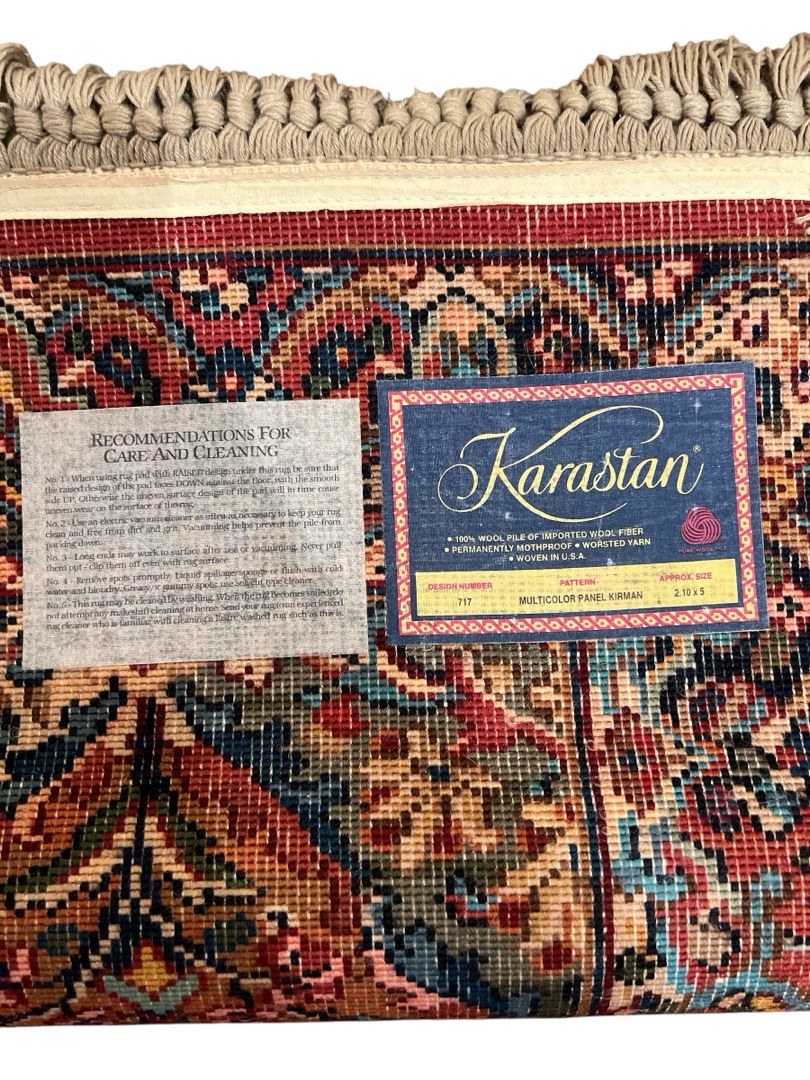 RECOMMENDATIONS FOR
CARE AND CLEANING
No. 1 - When using rug pad with RAISED design under this rug, be sure that
the raised design of the pad faces DOWN against the floor, with the smooth
side UP. Otherwise the uneven surface design of the pad will in time cause
uneven wear on the surface of the rug.
No. 2 - Use an electric vacuum cleaner as often as necessary to keep your rug
clean and free from dirt and grit. Vacuuming helps prevent the pile from
packing down.
No. 3 - Long ends may work to surface after use or vacuuming. Never pull
them out - clip them off even with rug surface.
No. 4 - Remove spots promptly. Liquid spillage: sponge or flush with cold
water and blot dry. Greasy or gummy spots: use solvent type cleaner.
No. 5 - This rug may be cleaned by washing. When the rug becomes soiled, do
not attempt any makeshift cleaning at home. Send your rug to an experienced
rug cleaner who is familiar with cleaning a lustre washed rug such as this is.
Karastan®
• 100% WOOL PILE OF IMPORTED WOOL FIBER
• PERMANENTLY MOTHPROOF • WORSTED YARN
• WOVEN IN U.S.A.
PURE WOOL PILE
DESIGN NUMBER PATTERN APPROX. SIZE
717 MULTICOLOR PANEL KIRMAN 2.10 x 5